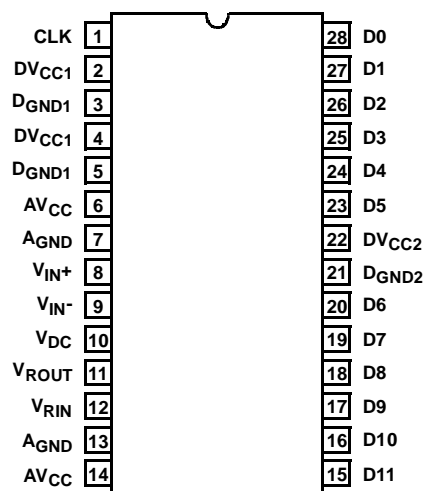 CLK 1 28 D0
DVCC1 2 27 D1
DGND1 3 26 D2
DVCC1 4 25 D3
DGND1 5 24 D4
AVCC 6 23 D5
AGND 7 22 DVCC2
VIN+ 8 21 DGND2
VIN- 9 20 D6
VDC 10 19 D7
VROUT 11 18 D8
VRIN 12 17 D9
AGND 13 16 D10
AVCC 14 15 D11